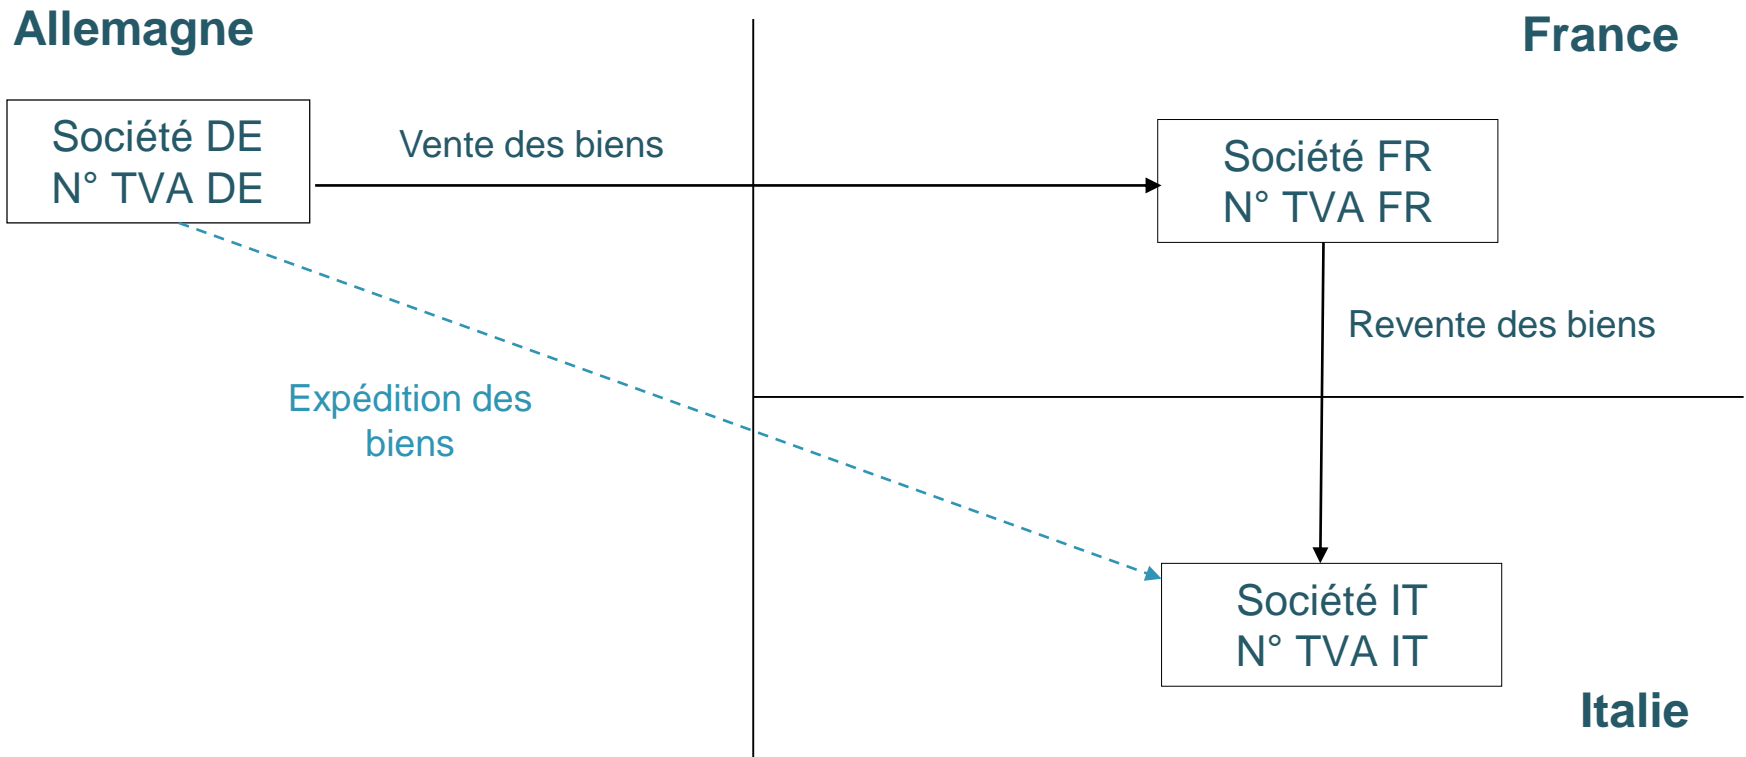 Allemagne
France
Société DE
N° TVA DE
Vente des biens
Société FR
N° TVA FR
Revente des biens
Expédition des
biens
Société IT
N° TVA IT
Italie